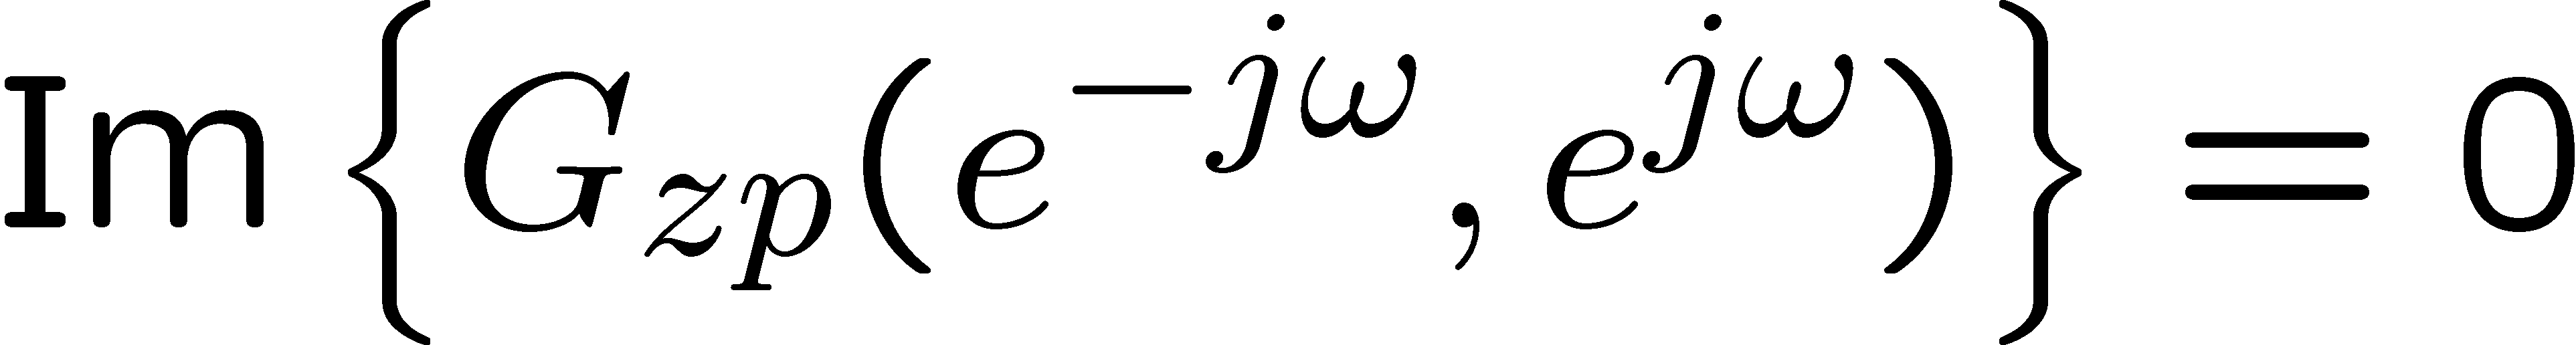 Im{G_{zp}(e^{-jω}, e^{jω})} = 0